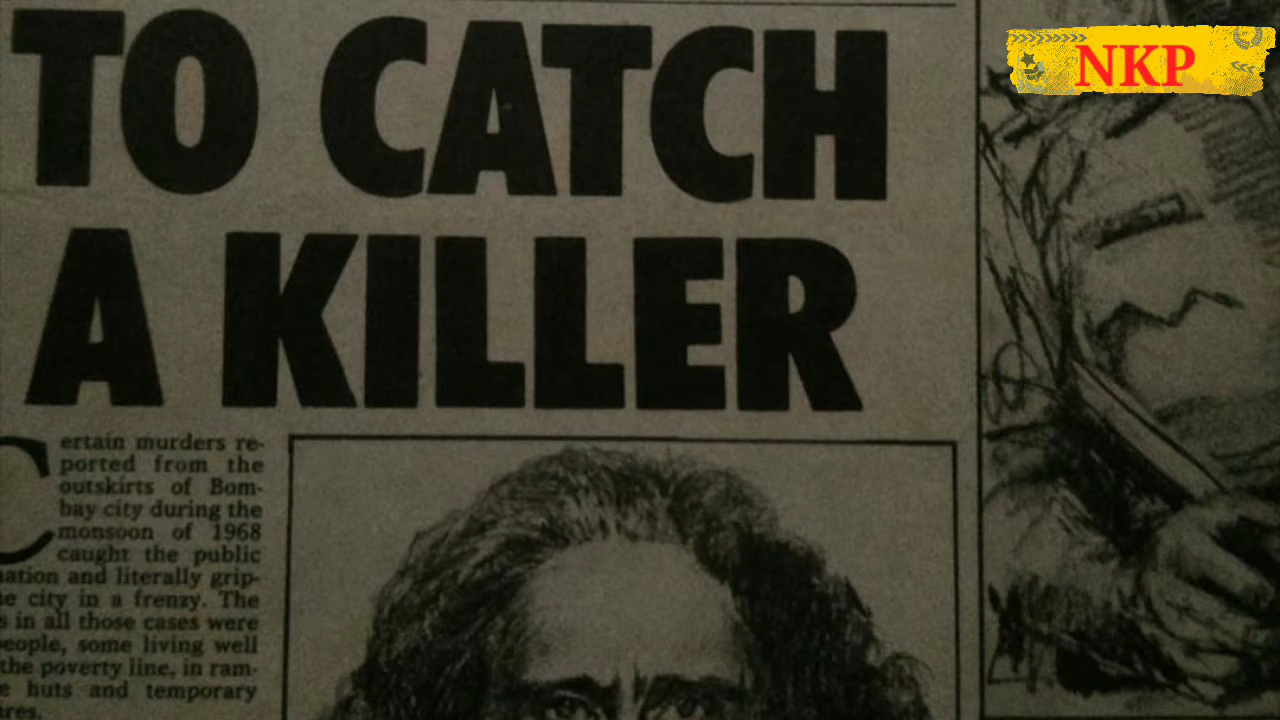 TO CATCH
A KILLER
NKP
Certain murders re-
ported from the
outskirts of Bom-
bay city during the
monsoon of 1968
caught the public
nation and literally grip-
e city in a frenzy. The
s in all those cases were
people, some living well
the poverty line, in ram-
e huts and temporary
ures.